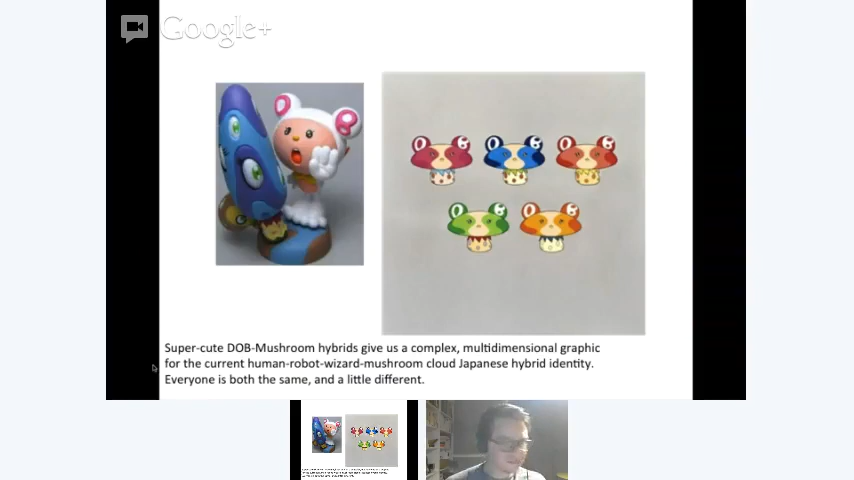 Google+
Super-cute DOB-Mushroom hybrids give us a complex, multidimensional graphic
for the current human-robot-wizard-mushroom cloud Japanese hybrid identity.
Everyone is both the same, and a little different.